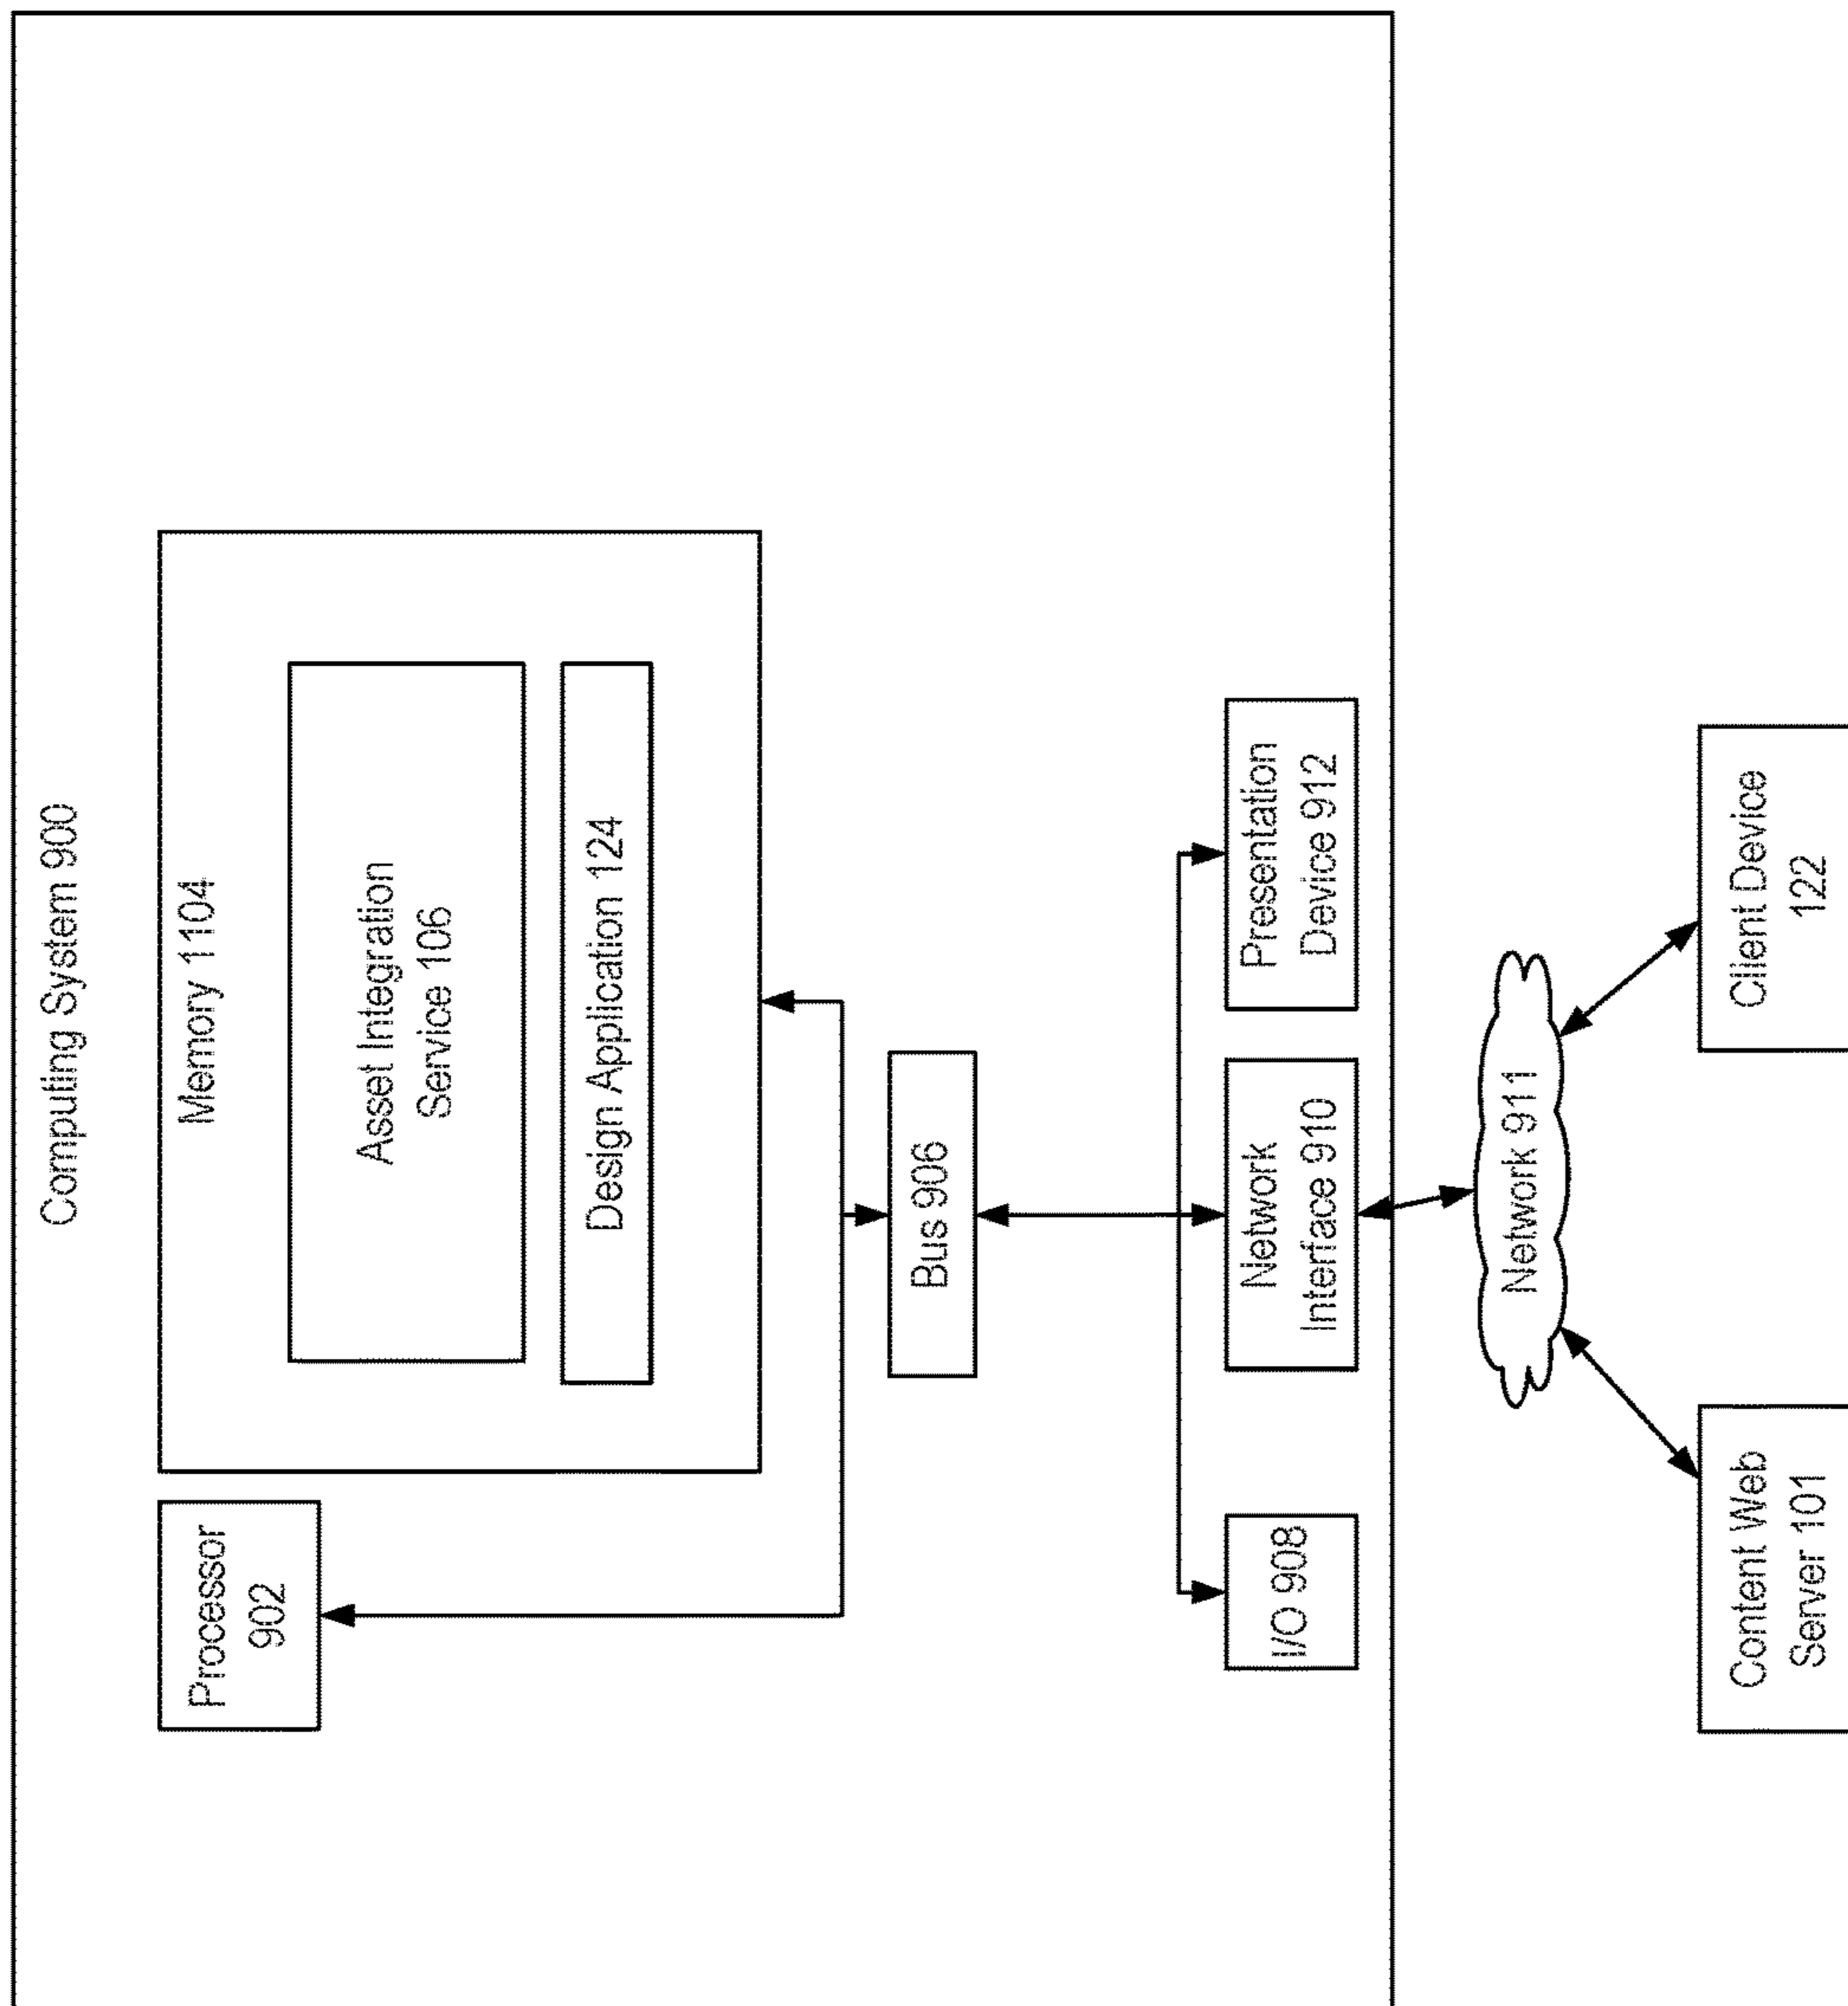 Computing System 900
Processor
902
Memory 1104
Asset Integration
Service 106
Design Application 124
Bus 906
I/O 908
Network
Interface 910
Presentation
Device 912
Network 911
Content Web
Server 101
Client Device
122